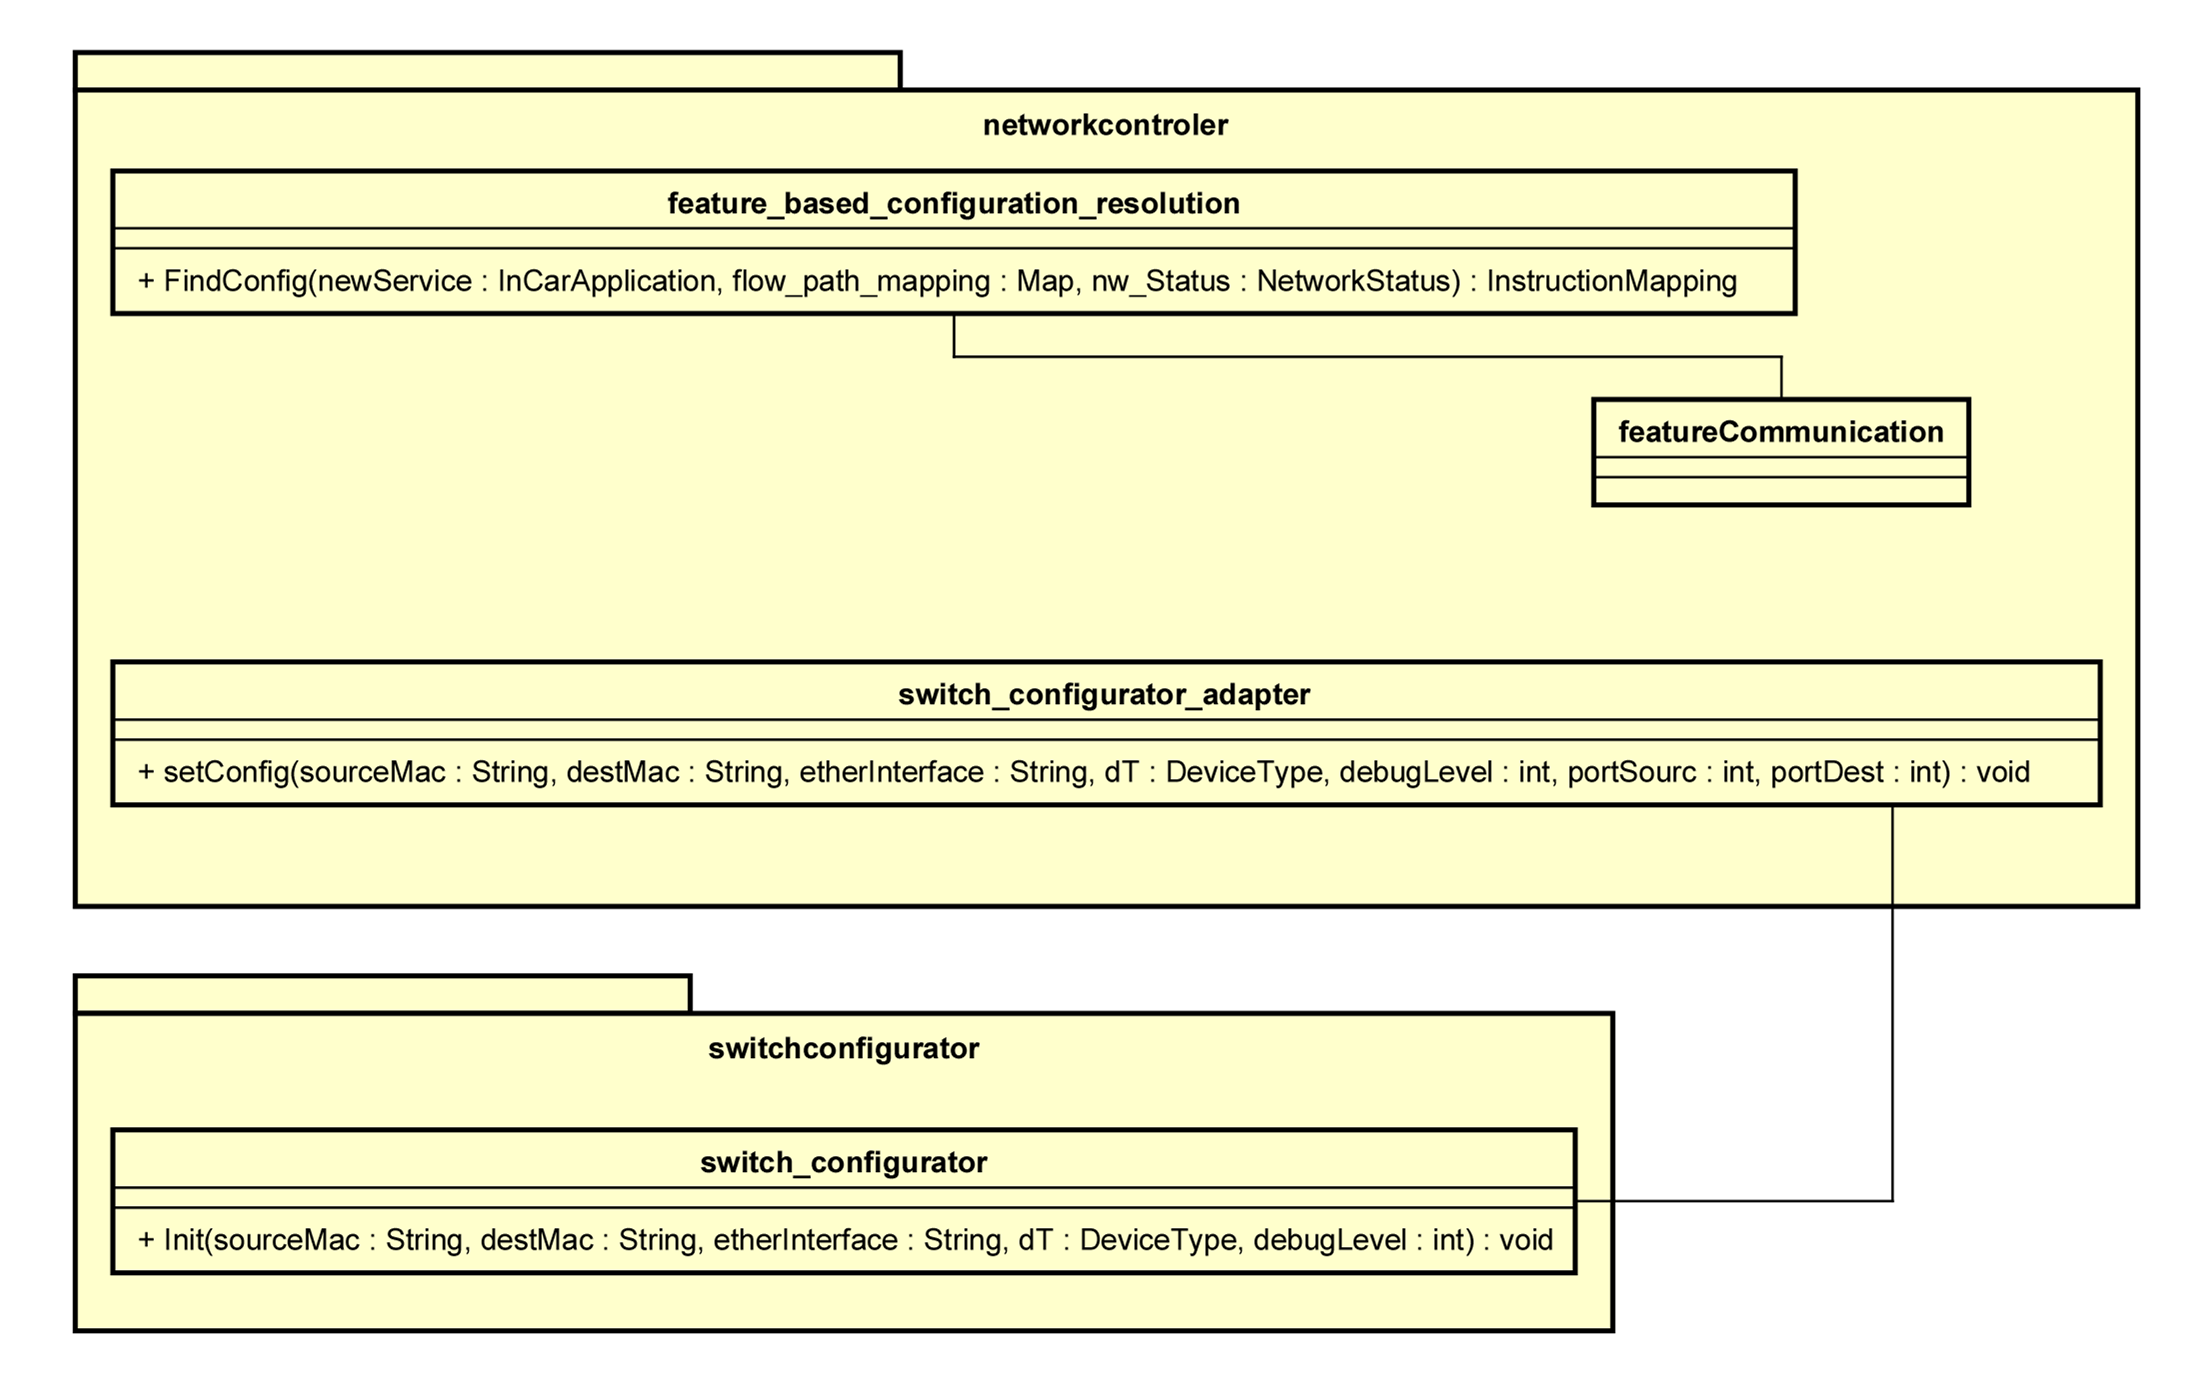 networkcontroler
feature_based_configuration_resolution
+ FindConfig(newService : InCarApplication, flow_path_mapping : Map, nw_Status : NetworkStatus) : InstructionMapping
featureCommunication
switch_configurator_adapter
+ setConfig(sourceMac : String, destMac : String, etherInterface : String, dT : DeviceType, debugLevel : int, portSourc : int, portDest : int) : void
switchconfigurator
switch_configurator
+ Init(sourceMac : String, destMac : String, etherInterface : String, dT : DeviceType, debugLevel : int) : void